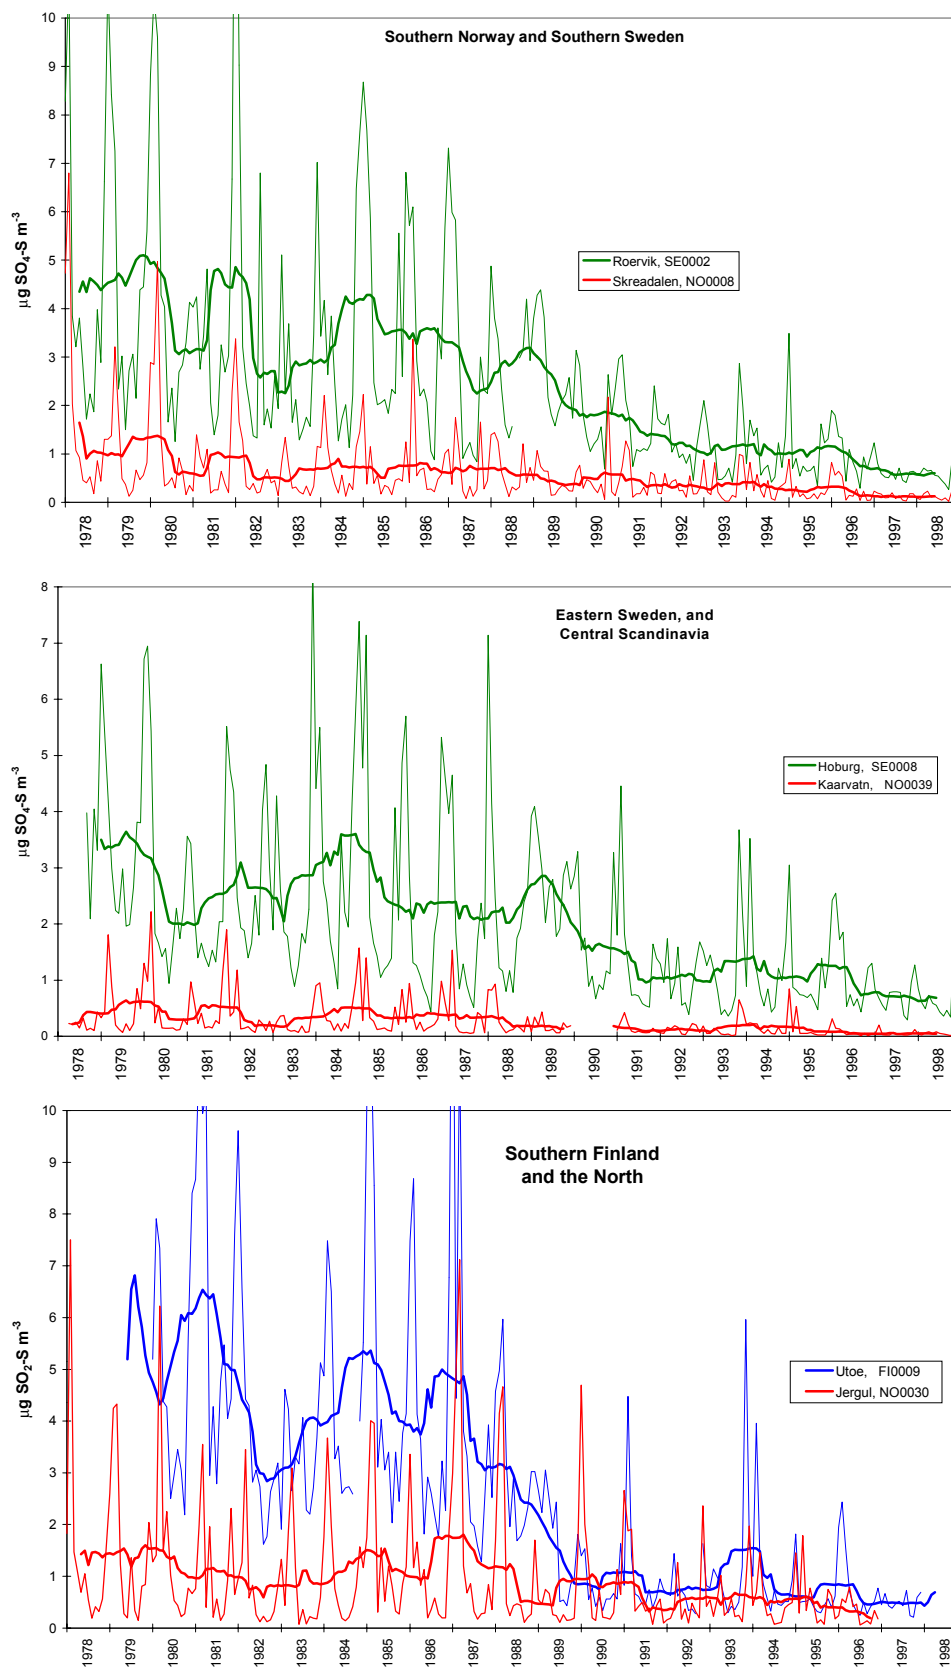 Southern Norway and Southern Sweden
µg SO4-S m-3
10
9
8
7
6
5
4
3
2
1
0
Roervik, SE0002
Skreadalen, NO0008
1978 1979 1980 1981 1982 1983 1984 1985 1986 1987 1988 1989 1990 1991 1992 1993 1994 1995 1996 1997 1998
Eastern Sweden, and
Central Scandinavia
µg SO4-S m-3
8
7
6
5
4
3
2
1
0
Hoburg, SE0008
Kaarvatn, NO0039
1978 1979 1980 1981 1982 1983 1984 1985 1986 1987 1988 1989 1990 1991 1992 1993 1994 1995 1996 1997 1998
Southern Finland
and the North
µg SO2-S m-3
10
9
8
7
6
5
4
3
2
1
0
Utoe, FI0009
Jergul, NO0030
1978 1979 1980 1981 1982 1983 1984 1985 1986 1987 1988 1989 1990 1991 1992 1993 1994 1995 1996 1997 1998